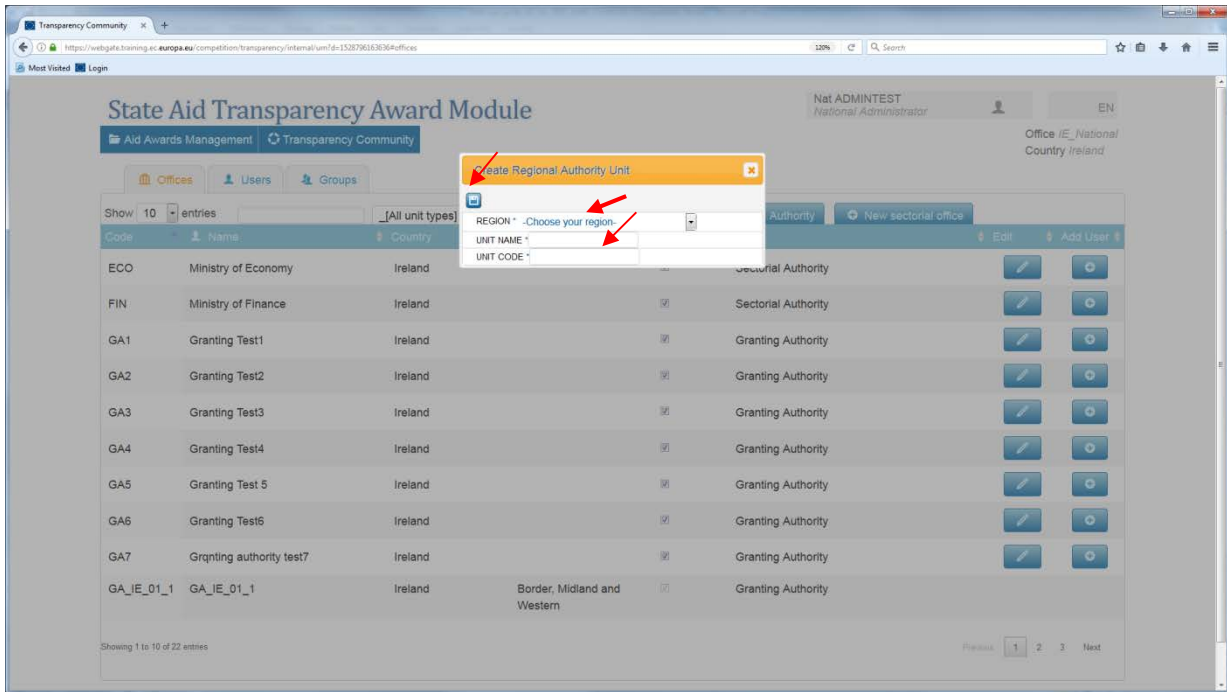 Transparency Community × +
https://webgate.training.ec.europa.eu/competition/transparency/internal/urm?d=1528796163636#offices
120%
Search
Most Visited Login
State Aid Transparency Award Module
Nat ADMINTEST
National Administrator
EN
Aid Awards Management Transparency Community
Office IE_National
Country Ireland
Offices Users Groups
Create Regional Authority Unit
Show 10 entries
_[All unit types]
Authority
New sectorial office
REGION * -Choose your region-
UNIT NAME *
UNIT CODE *
Code Name Country Edit Add User
ECO Ministry of Economy Ireland Sectorial Authority
FIN Ministry of Finance Ireland Sectorial Authority
GA1 Granting Test1 Ireland Granting Authority
GA2 Granting Test2 Ireland Granting Authority
GA3 Granting Test3 Ireland Granting Authority
GA4 Granting Test4 Ireland Granting Authority
GA5 Granting Test 5 Ireland Granting Authority
GA6 Granting Test6 Ireland Granting Authority
GA7 Grqnting authority test7 Ireland Granting Authority
GA_IE_01_1 GA_IE_01_1 Ireland Border, Midland and Granting Authority
Western
Showing 1 to 10 of 22 entries
Previous 1 2 3 Next